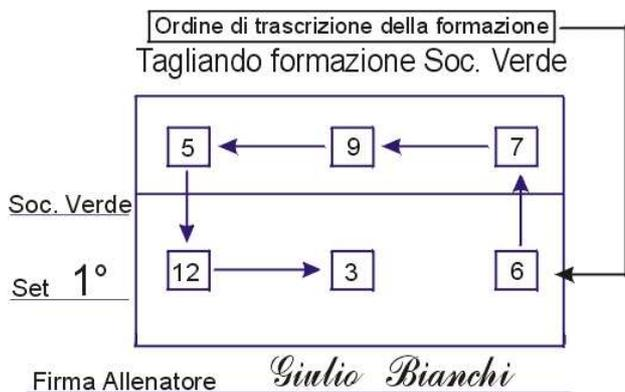 Ordine di trascrizione della formazione
Tagliando formazione Soc. Verde
5 9 7
Soc. Verde
12 3 6
Set 1°
Firma Allenatore Giulio Bianchi